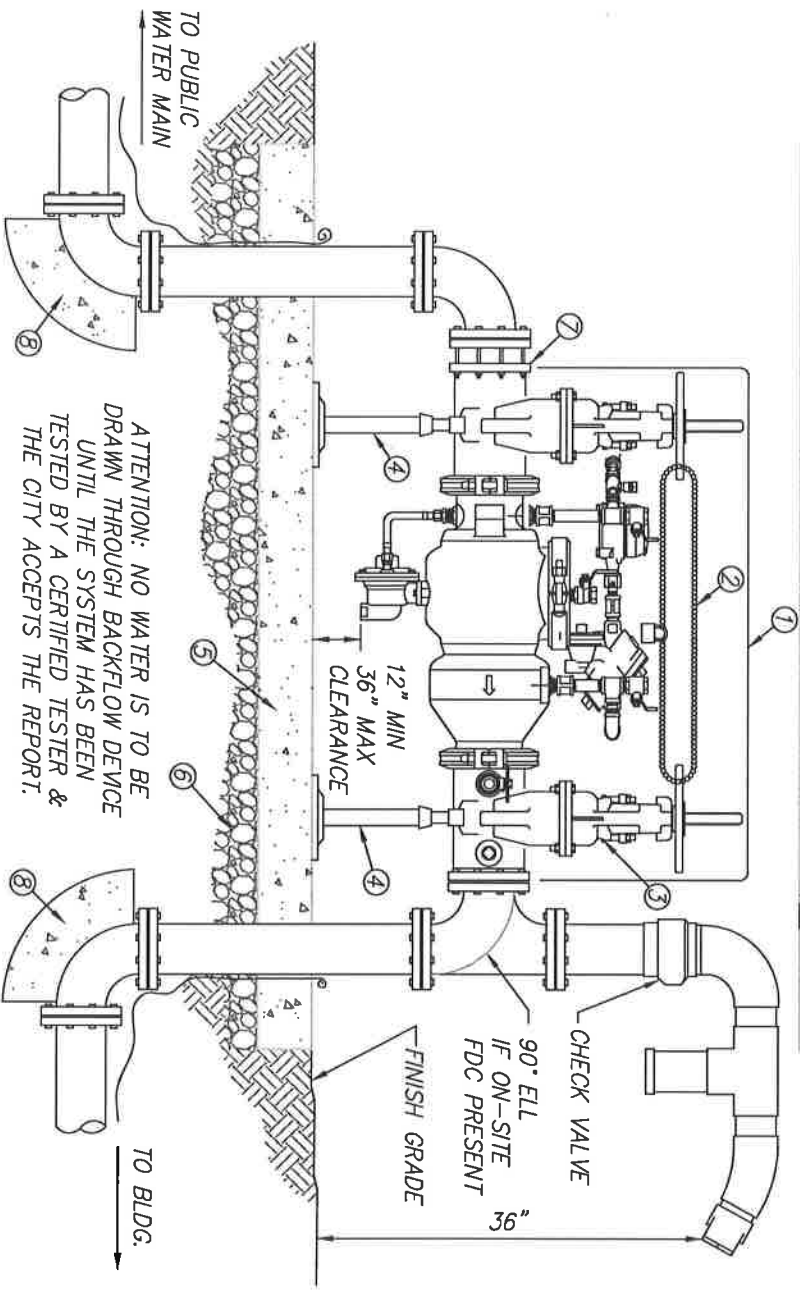 TO PUBLIC
WATER MAIN
①
②
③
④
④
⑤
⑥
⑦
⑧
⑧
12" MIN
36" MAX
CLEARANCE
CHECK VALVE
90° ELL
IF ON-SITE
FDC PRESENT
FINISH GRADE
36"
TO BLDG.
ATTENTION: NO WATER IS TO BE
DRAWN THROUGH BACKFLOW DEVICE
UNTIL THE SYSTEM HAS BEEN
TESTED BY A CERTIFIED TESTER &
THE CITY ACCEPTS THE REPORT.